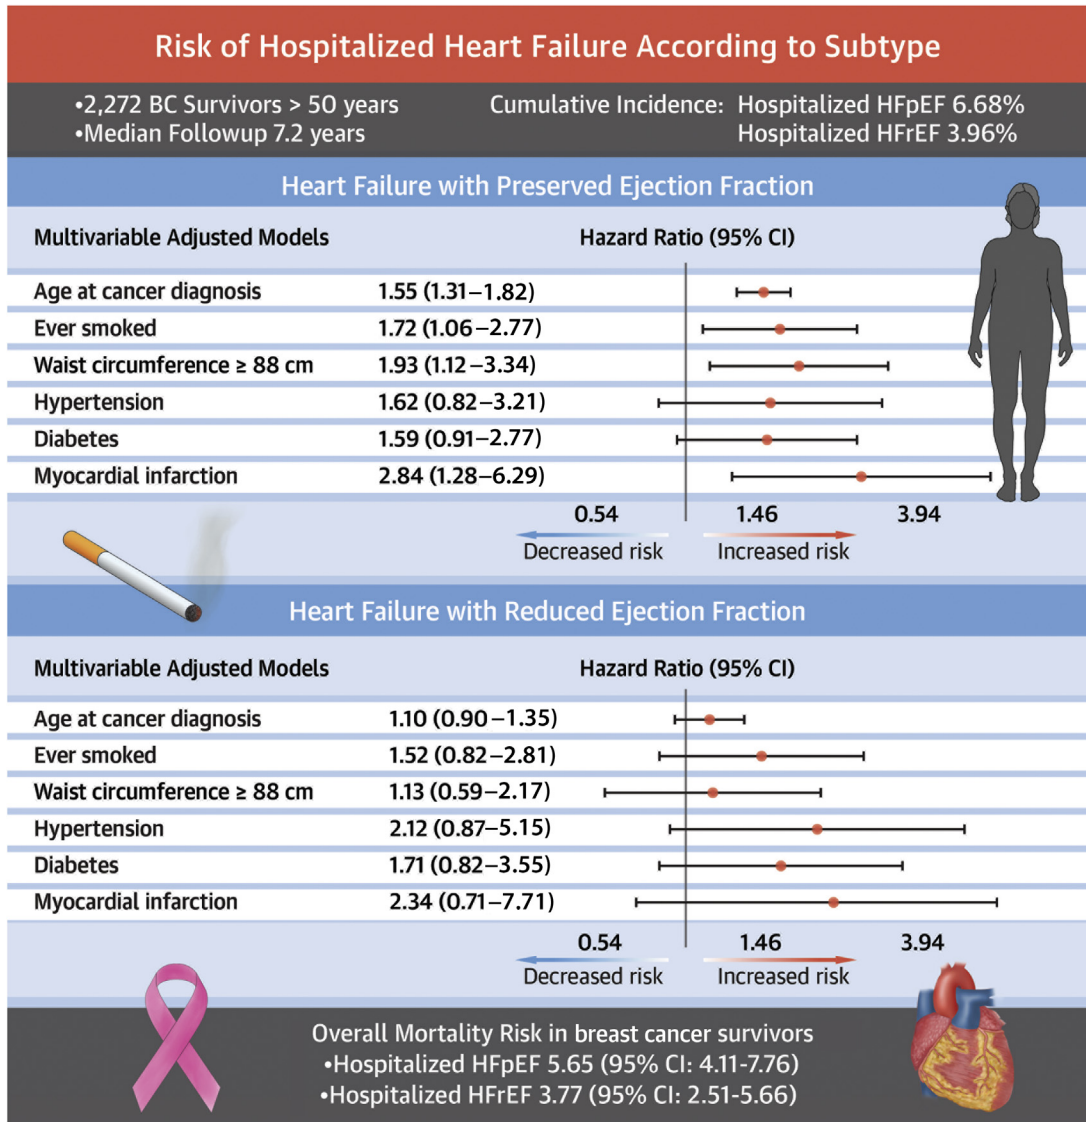 Risk of Hospitalized Heart Failure According to Subtype
•2,272 BC Survivors > 50 years
•Median Followup 7.2 years
Cumulative Incidence: Hospitalized HFpEF 6.68%
Hospitalized HFrEF 3.96%
Heart Failure with Preserved Ejection Fraction
Multivariable Adjusted Models Hazard Ratio (95% CI)
Age at cancer diagnosis 1.55 (1.31–1.82)
Ever smoked 1.72 (1.06–2.77)
Waist circumference ≥ 88 cm 1.93 (1.12–3.34)
Hypertension 1.62 (0.82–3.21)
Diabetes 1.59 (0.91–2.77)
Myocardial infarction 2.84 (1.28–6.29)
0.54 1.46 3.94
Decreased risk Increased risk
Heart Failure with Reduced Ejection Fraction
Multivariable Adjusted Models Hazard Ratio (95% CI)
Age at cancer diagnosis 1.10 (0.90–1.35)
Ever smoked 1.52 (0.82–2.81)
Waist circumference ≥ 88 cm 1.13 (0.59–2.17)
Hypertension 2.12 (0.87–5.15)
Diabetes 1.71 (0.82–3.55)
Myocardial infarction 2.34 (0.71–7.71)
0.54 1.46 3.94
Decreased risk Increased risk
Overall Mortality Risk in breast cancer survivors
•Hospitalized HFpEF 5.65 (95% CI: 4.11-7.76)
•Hospitalized HFrEF 3.77 (95% CI: 2.51-5.66)